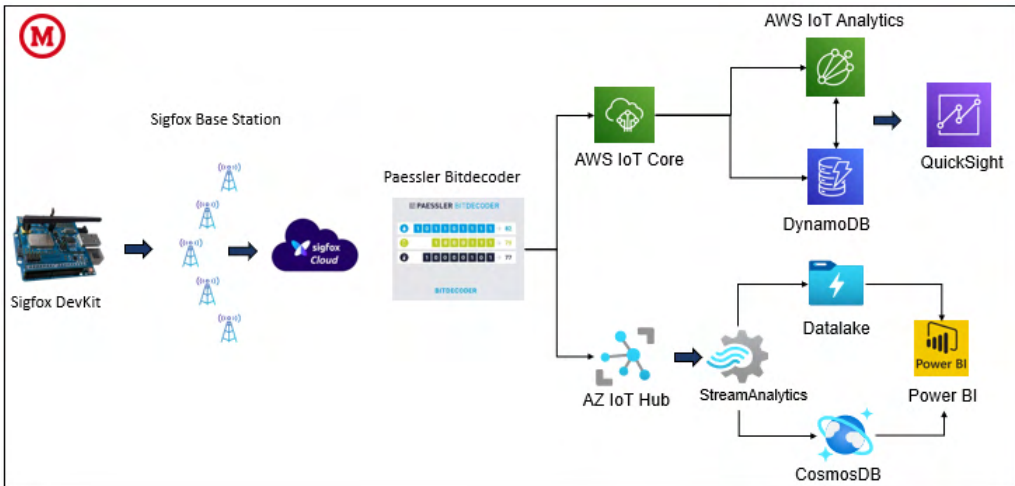 M
AWS IoT Analytics
Sigfox Base Station
AWS IoT Core
QuickSight
Paessler Bitdecoder
PAESSLER BITDECODER
DynamoDB
sigfox
Cloud
BITDECODER
Sigfox DevKit
Datalake
Power BI
AZ IoT Hub
StreamAnalytics
Power BI
CosmosDB